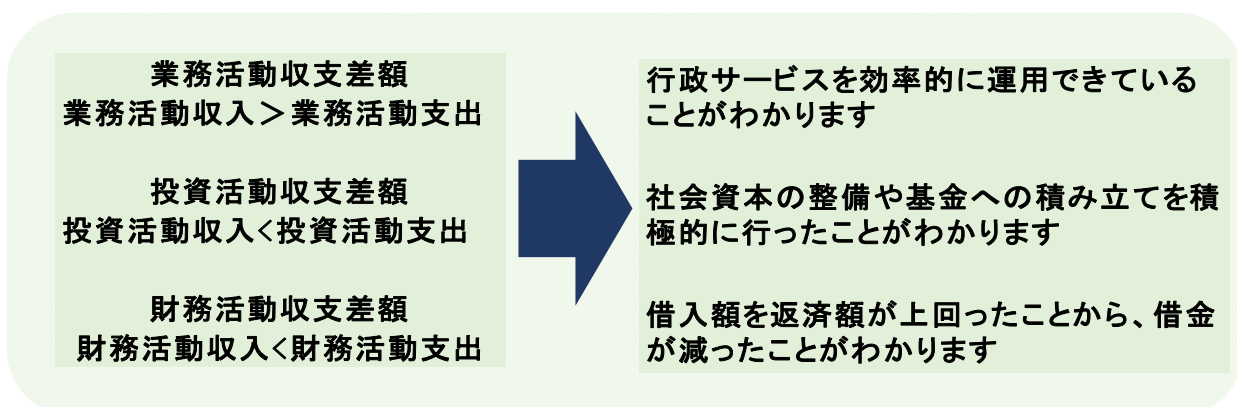 業務活動収支差額
業務活動収入＞業務活動支出
投資活動収支差額
投資活動収入<投資活動支出
財務活動収支差額
財務活動収入<財務活動支出
行政サービスを効率的に運用できている
ことがわかります
社会資本の整備や基金への積み立てを積
極的に行ったことがわかります
借入額を返済額が上回ったことから、借金
が減ったことがわかります